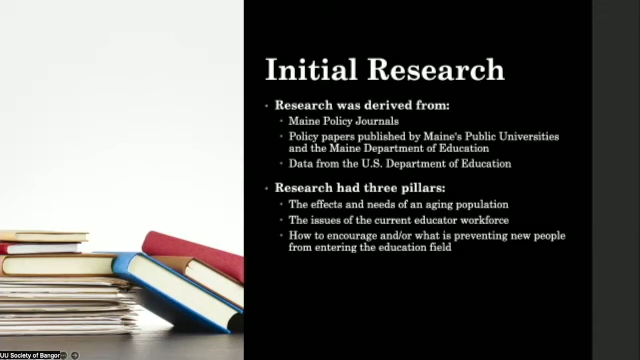 Initial Research
Research was derived from:
Maine Policy Journals
Policy papers published by Maine's Public Universities
and the Maine Department of Education
Data from the U.S. Department of Education
Research had three pillars:
The effects and needs of an aging population
The issues of the current educator workforce
How to encourage and/or what is preventing new people
from entering the education field
UU Society of Bangor